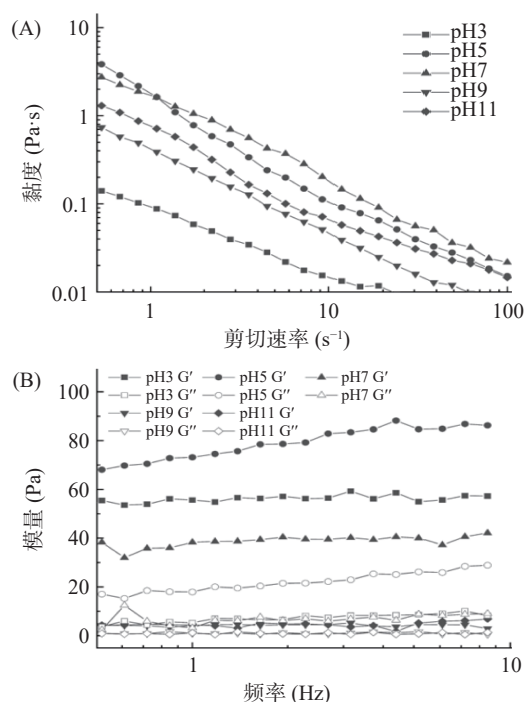 (A)
10
1
0.1
0.01
黏度 (Pa·s)
pH3
pH5
pH7
pH9
pH11
1 10 100
剪切速率 (s⁻¹)
(B)
100
80
60
40
20
0
模量 (Pa)
pH3 G′ pH5 G′ pH7 G′
pH3 G″ pH5 G″ pH7 G″
pH9 G′ pH11 G′
pH9 G″ pH11 G″
1 10
频率 (Hz)